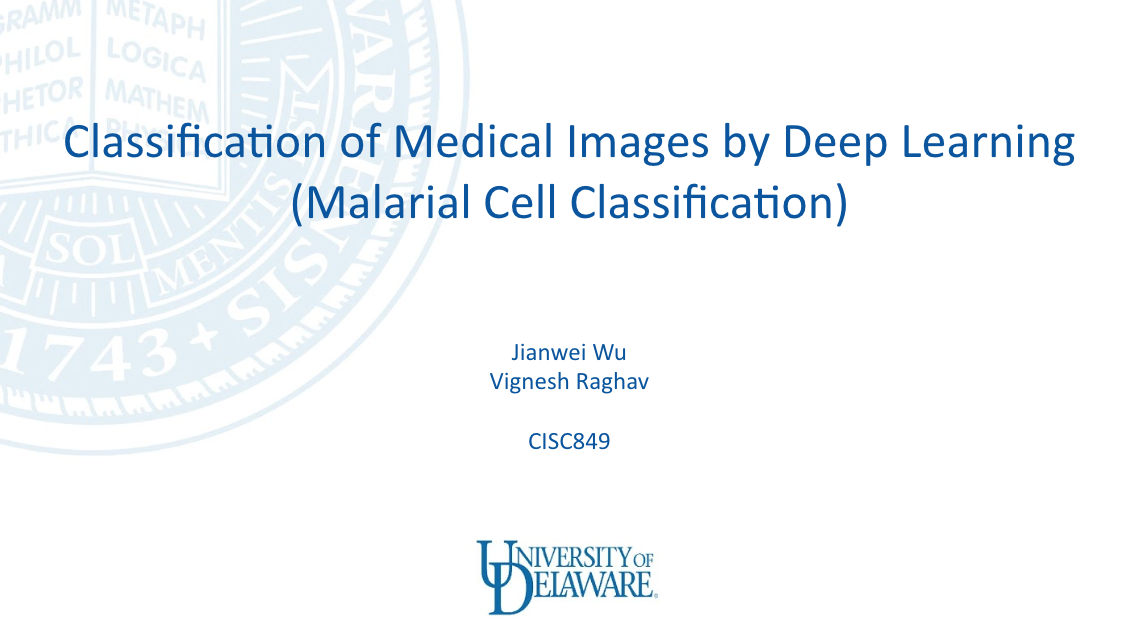 GRAMM METAPH
PHILOL LOGICA
HETOR MATHEM
THICA
SOL
MENTIS
SIS
1743
Classification of Medical Images by Deep Learning
(Malarial Cell Classification)
Jianwei Wu
Vignesh Raghav
CISC849
UNIVERSITY OF
DELAWARE